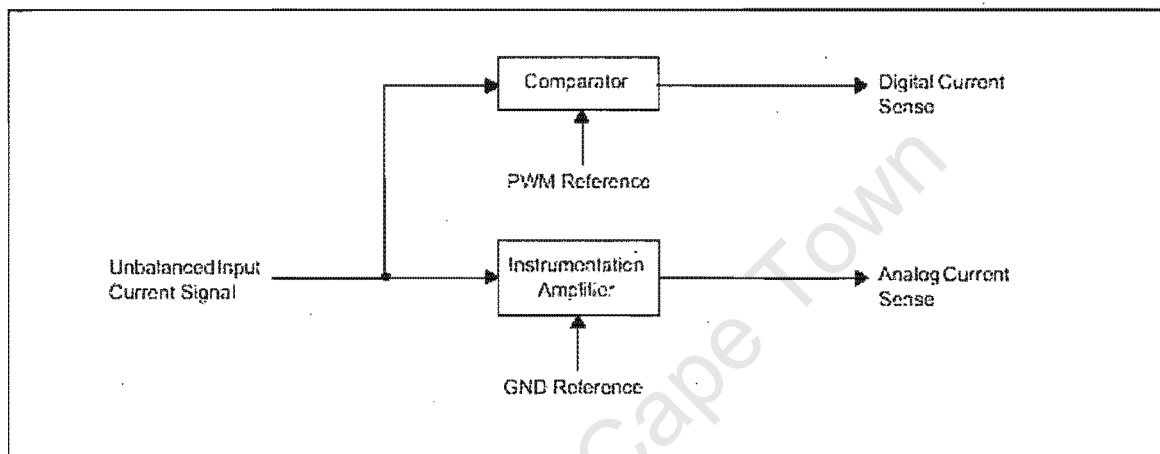 Comparator
Digital Current
Sense
PWM Reference
Unbalanced Input
Current Signal
Instrumentation
Amplifier
Analog Current
Sense
GND Reference
Cape Town